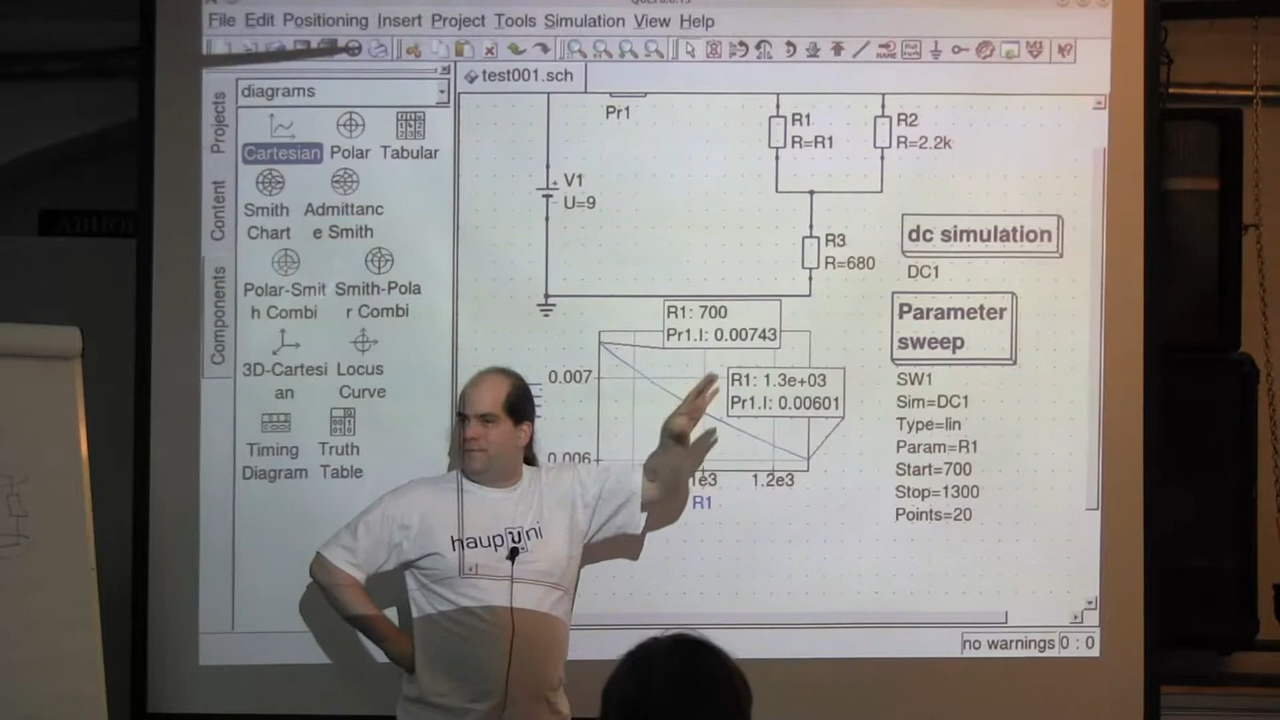 File Edit Positioning Insert Project Tools Simulation View Help
test001.sch
diagrams
Projects
Content
Components
Cartesian Polar Tabular
Smith Chart
Admittanc e Smith
Polar-Smit h Combi
Smith-Pola r Combi
3D-Cartesi an
Locus Curve
Timing Diagram
Truth Table
Pr1
R1
R=R1
R2
R=2.2k
V1
U=9
R3
R=680
dc simulation
DC1
Parameter
sweep
SW1
Sim=DC1
Type=lin
Param=R1
Start=700
Stop=1300
Points=20
R1: 700
Pr1.I: 0.00743
R1: 1.3e+03
Pr1.I: 0.00601
0.007
0.006
1e3
1.2e3
R1
haupuni
no warnings 0 : 0